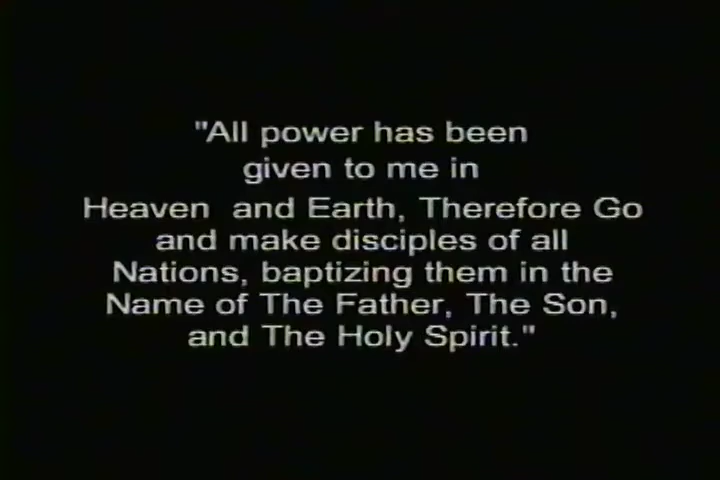 "All power has been
given to me in
Heaven and Earth, Therefore Go
and make disciples of all
Nations, baptizing them in the
Name of The Father, The Son,
and The Holy Spirit."